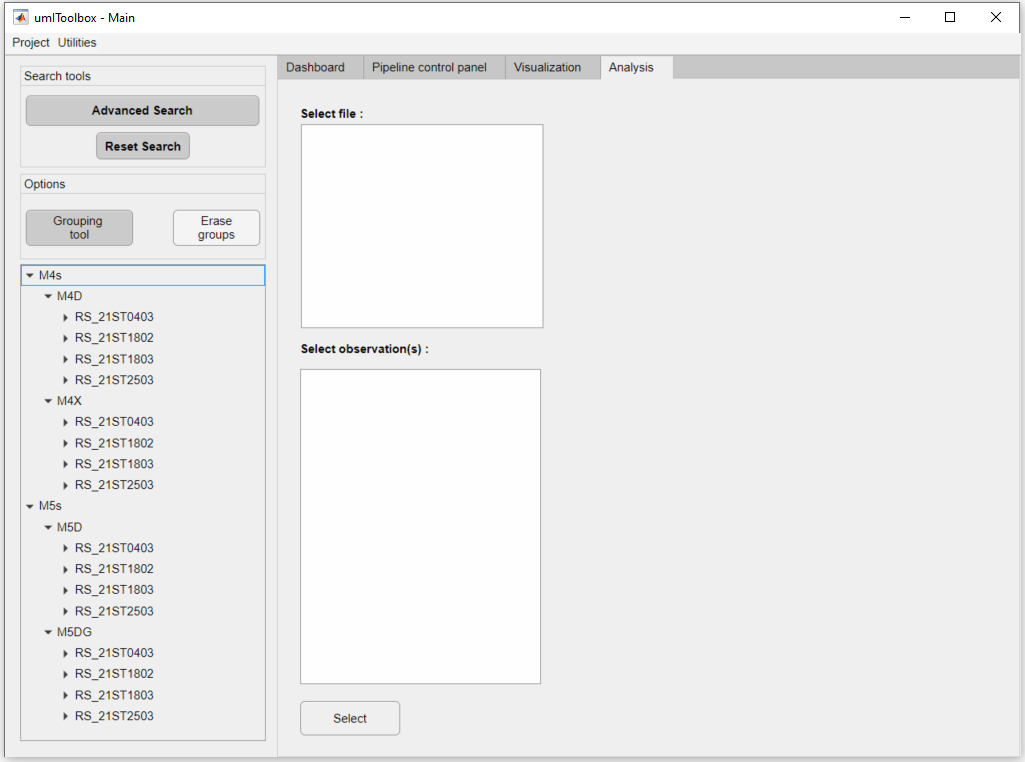 umIToolbox - Main
Project Utilities
Search tools
Advanced Search
Reset Search
Options
Grouping
tool
Erase
groups
M4s
M4D
RS_21ST0403
RS_21ST1802
RS_21ST1803
RS_21ST2503
M4X
RS_21ST0403
RS_21ST1802
RS_21ST1803
RS_21ST2503
M5s
M5D
RS_21ST0403
RS_21ST1802
RS_21ST1803
RS_21ST2503
M5DG
RS_21ST0403
RS_21ST1802
RS_21ST1803
RS_21ST2503
Dashboard Pipeline control panel Visualization Analysis
Select file :
Select observation(s) :
Select